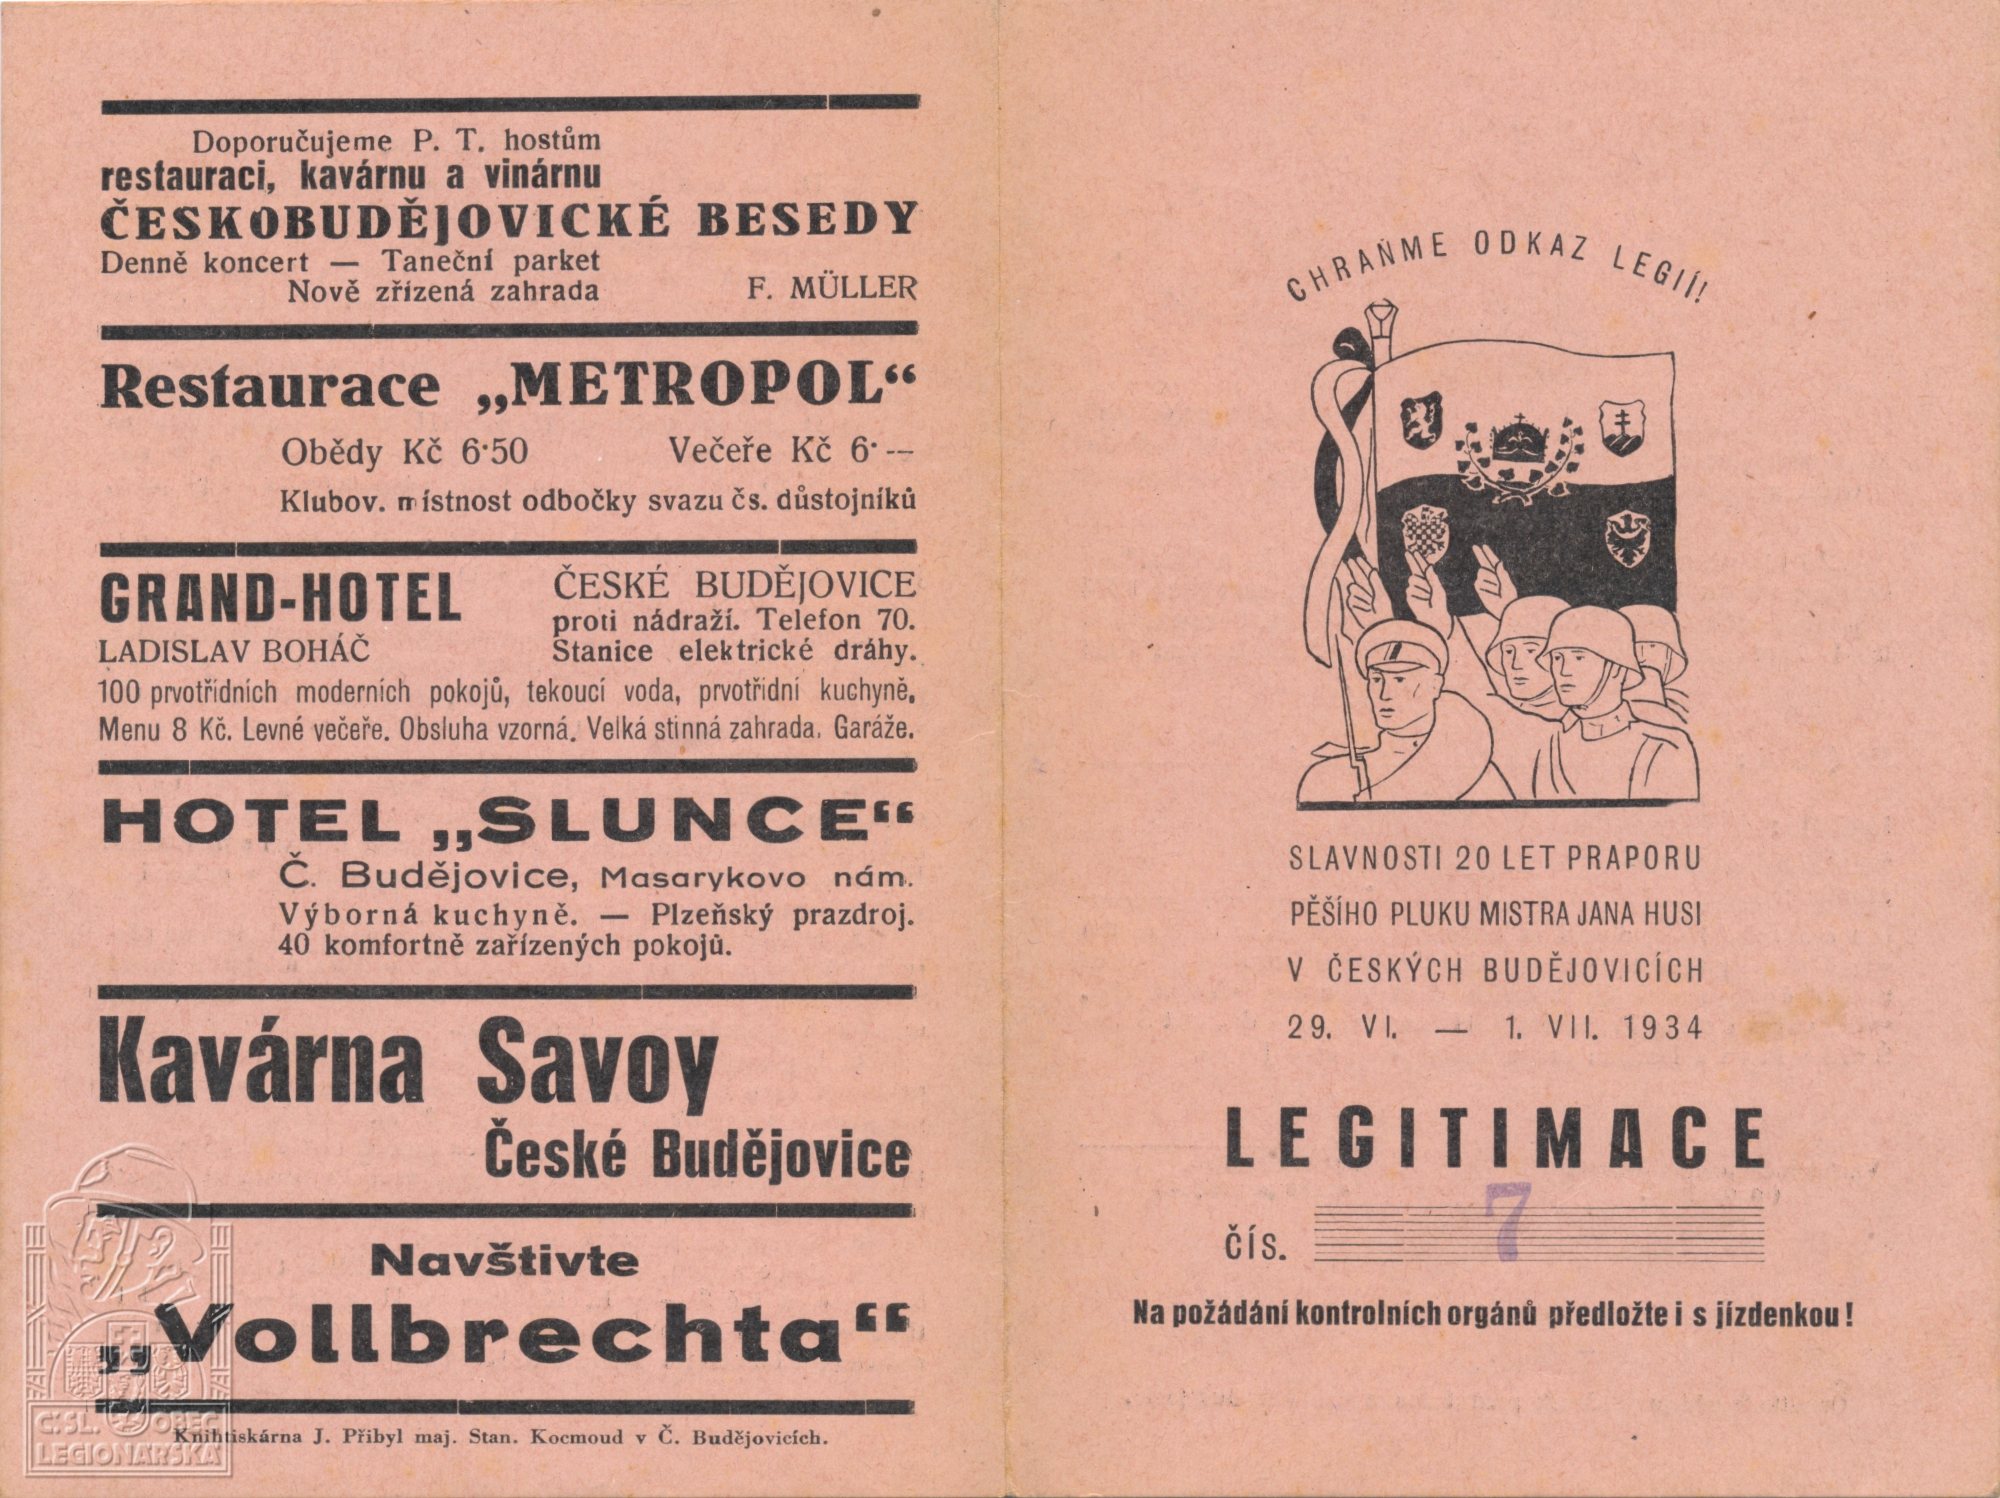 Doporučujeme P. T. hostům
restauraci, kavárnu a vinárnu
ČESKOBUDĚJOVICKÉ BESEDY
Denně koncert — Taneční parket
Nově zřízená zahrada
F. MÜLLER
Restaurace „METROPOL“
Obědy Kč 6·50 Večeře Kč 6·—
Klubov. místnost odbočky svazu čs. důstojníků
GRAND-HOTEL
LADISLAV BOHÁČ
ČESKÉ BUDĚJOVICE
proti nádraží. Telefon 70.
Stanice elektrické dráhy.
100 prvotřídních moderních pokojů, tekoucí voda, prvotřídní kuchyně,
Menu 8 Kč. Levné večeře. Obsluha vzorná. Velká stinná zahrada. Garáže.
HOTEL „SLUNCE“
Č. Budějovice, Masarykovo nám.
Výborná kuchyně. — Plzeňský prazdroj.
40 komfortně zařízených pokojů.
Kavárna Savoy
České Budějovice
Navštivte
„Vollbrechta“
Knihtiskárna J. Přibyl maj. Stan. Kocmoud v Č. Budějovicích.
Č:SL. OBEC
LEGIONÁŘSKÁ
CHRAŇME ODKAZ LEGIÍ!
SLAVNOSTI 20 LET PRAPORU
PĚŠÍHO PLUKU MISTRA JANA HUSI
V ČESKÝCH BUDĚJOVICÍCH
29. VI. — 1. VII. 1934
LEGITIMACE
čís. 7
Na požádání kontrolních orgánů předložte i s jízdenkou!